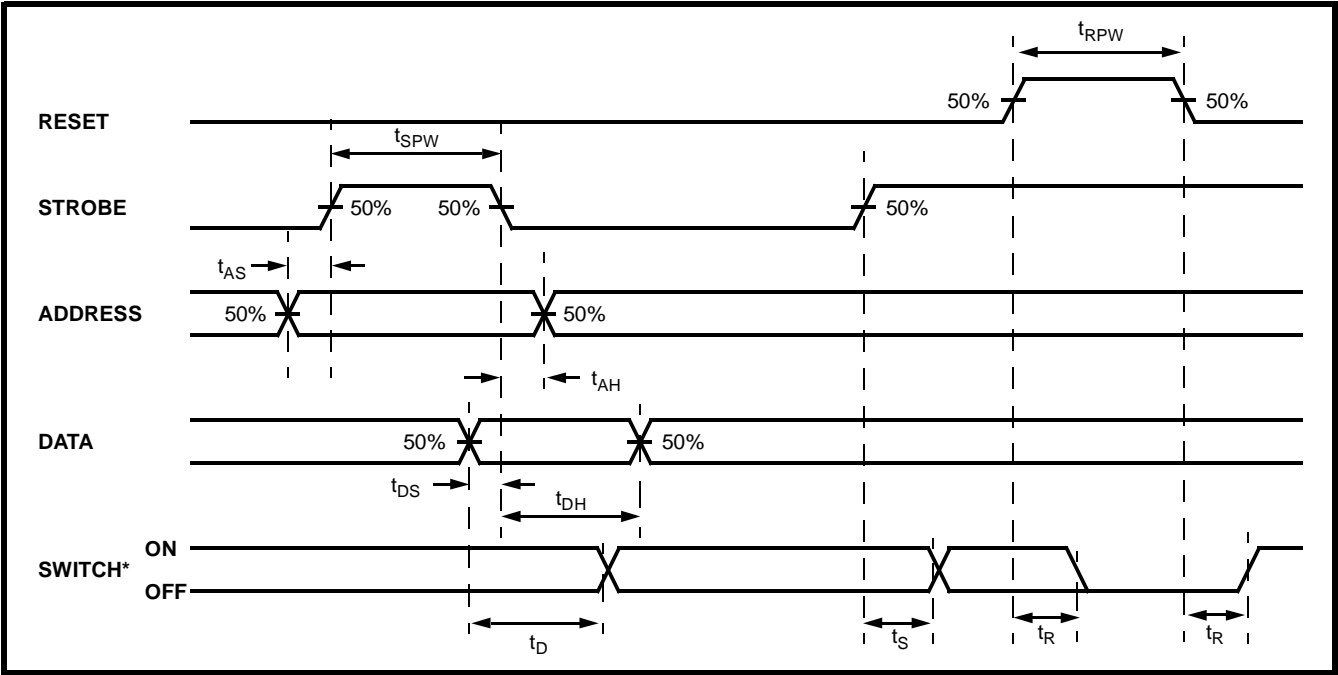 tRPW
RESET 50% 50%
tSPW
STROBE 50% 50% 50%
tAS
ADDRESS 50% 50%
tAH
DATA 50% 50%
tDS tDH
ON
SWITCH*
OFF
tD tS tR tR